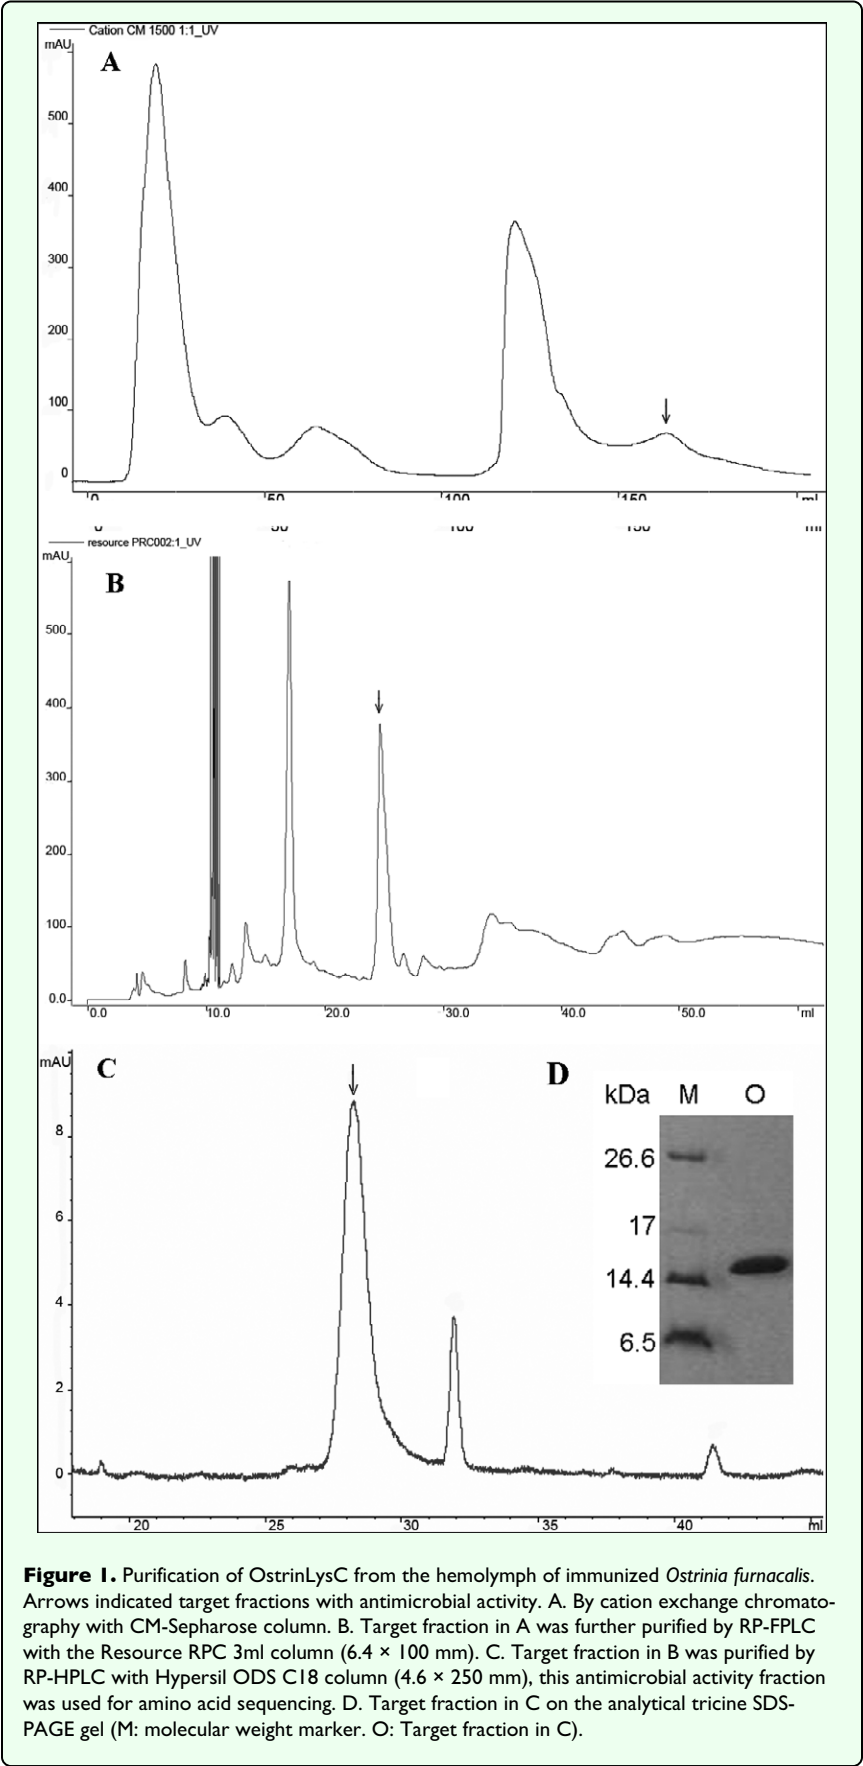 Cation CM 1500 1:1_UV
mAU
A
500
400
300
200
100
0
0 50 100 150 ml
0 50 100 150 ml
resource PRC002:1_UV
mAU
B
500
400
300
200
100
0.0
0.0 10.0 20.0 30.0 40.0 50.0 ml
mAU C D
kDa M O
8
6
4
2
0
26.6
17
14.4
6.5
20 25 30 35 40 ml
Figure 1. Purification of OstrinLysC from the hemolymph of immunized Ostrinia furnacalis.
Arrows indicated target fractions with antimicrobial activity. A. By cation exchange chromato-
graphy with CM-Sepharose column. B. Target fraction in A was further purified by RP-FPLC
with the Resource RPC 3ml column (6.4 × 100 mm). C. Target fraction in B was purified by
RP-HPLC with Hypersil ODS C18 column (4.6 × 250 mm), this antimicrobial activity fraction
was used for amino acid sequencing. D. Target fraction in C on the analytical tricine SDS-
PAGE gel (M: molecular weight marker. O: Target fraction in C).